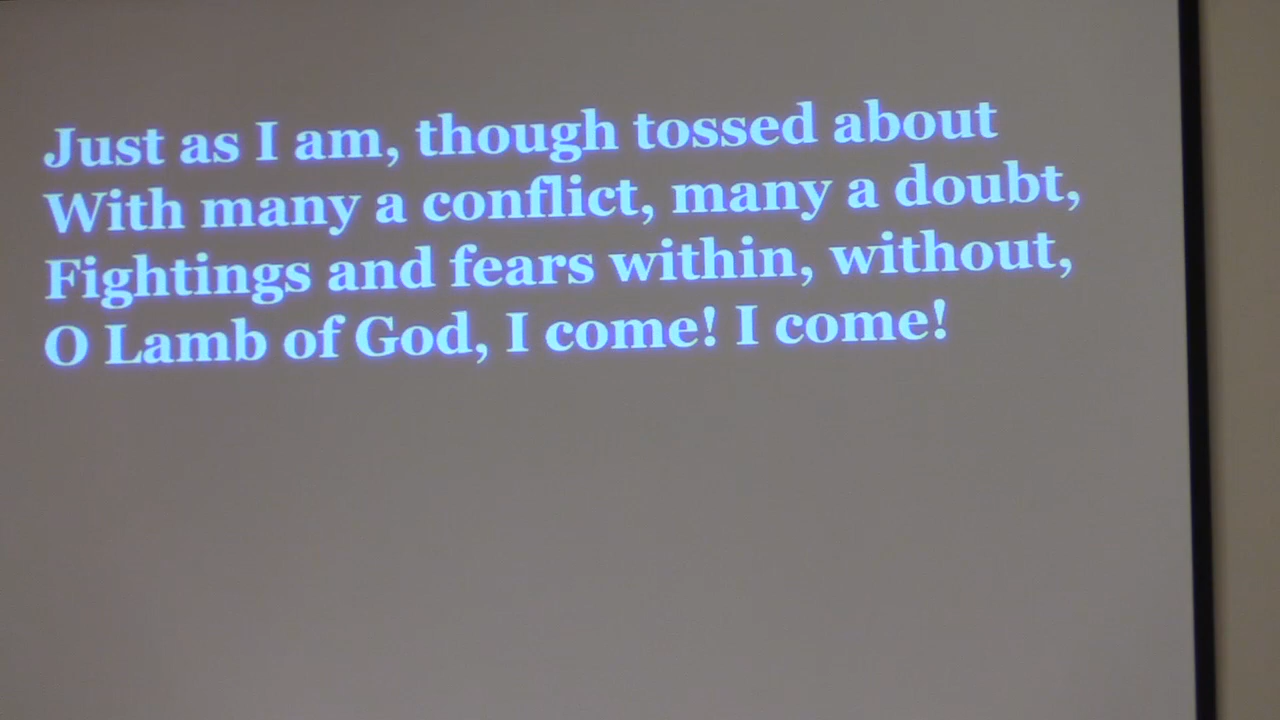 Just as I am, though tossed about
With many a conflict, many a doubt,
Fightings and fears within, without,
O Lamb of God, I come! I come!